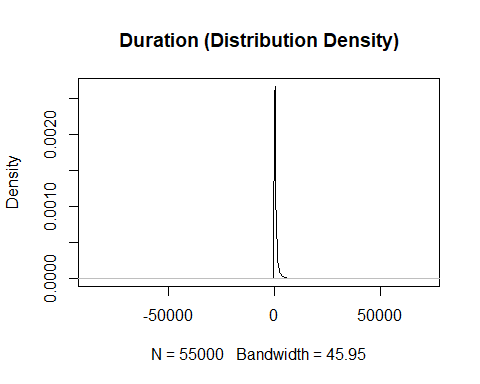 Duration (Distribution Density)
Density
0.0020
0.0010
0.0000
-50000 0 50000
N = 55000 Bandwidth = 45.95